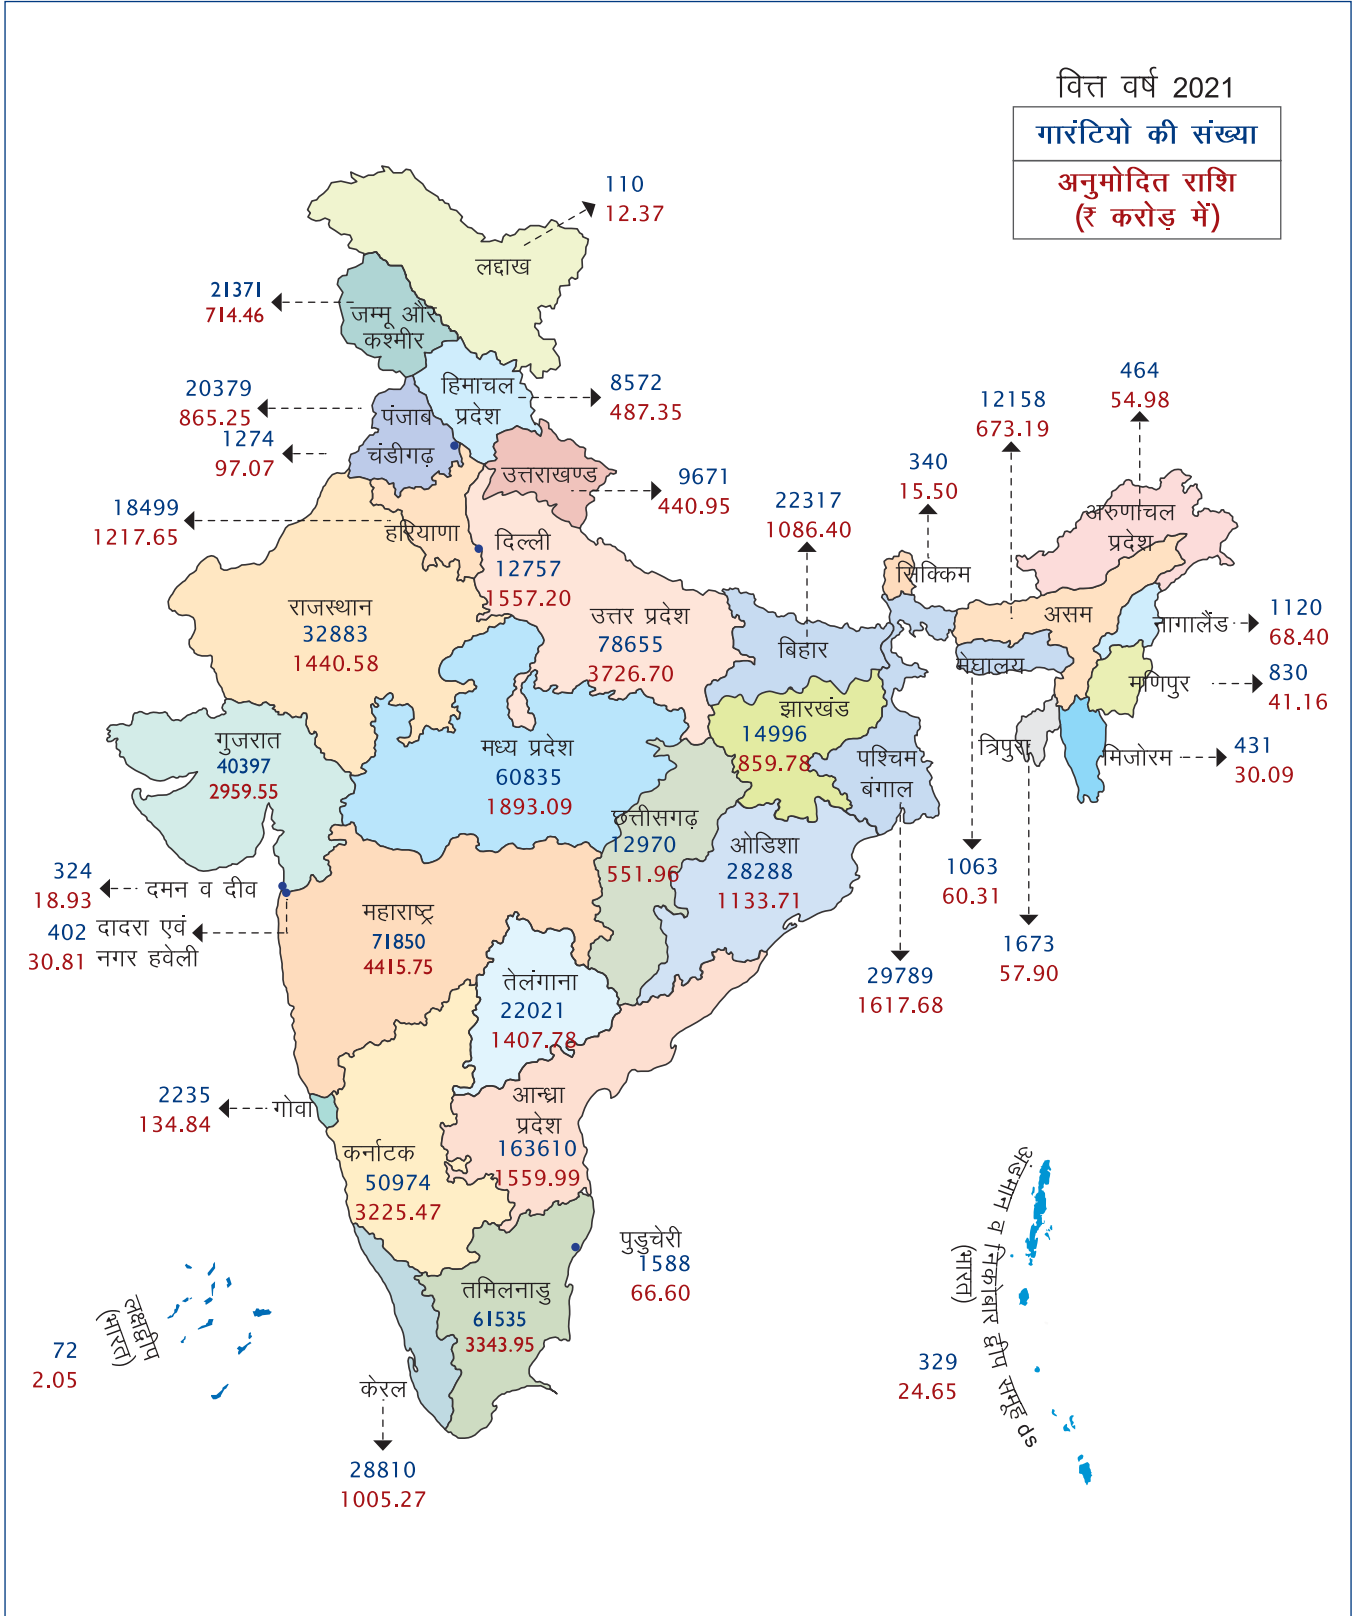 वित्त वर्ष 2021
गारंटियो की संख्या
अनुमोदित राशि
(₹ करोड़ में)
110
12.37
लद्दाख
21371
714.46
जम्मू और
कश्मीर
20379
865.25
पंजाब
हिमाचल
प्रदेश
8572
487.35
1274
97.07
चंडीगढ़
उत्तराखण्ड
9671
440.95
18499
1217.65
हरियाणा
दिल्ली
12757
1557.20
22317
1086.40
बिहार
340
15.50
सिक्किम
12158
673.19
असम
464
54.98
अरुणाचल
प्रदेश
राजस्थान
32883
1440.58
उत्तर प्रदेश
78655
3726.70
नागालैंड
1120
68.40
मेघालय
मणिपुर
830
41.16
गुजरात
40397
2959.55
मध्य प्रदेश
60835
1893.09
झारखंड
14996
859.78
पश्चिम
बंगाल
त्रिपुरा
मिजोरम
431
30.09
छत्तीसगढ़
12970
551.96
ओडिशा
28288
1133.71
1063
60.31
324
18.93
दमन व दीव
402
30.81
दादरा एवं
नगर हवेली
महाराष्ट्र
71850
4415.75
1673
57.90
29789
1617.68
तेलंगाना
22021
1407.78
2235
134.84
गोवा
आन्ध्रा
प्रदेश
163610
1559.99
कर्नाटक
50974
3225.47
पुडुचेरी
1588
66.60
तमिलनाडु
61535
3343.95
लक्षद्वीप
(भारत)
72
2.05
केरल
28810
1005.27
अंडमान व निकोबार द्वीप समूह ds
(भारत)
329
24.65